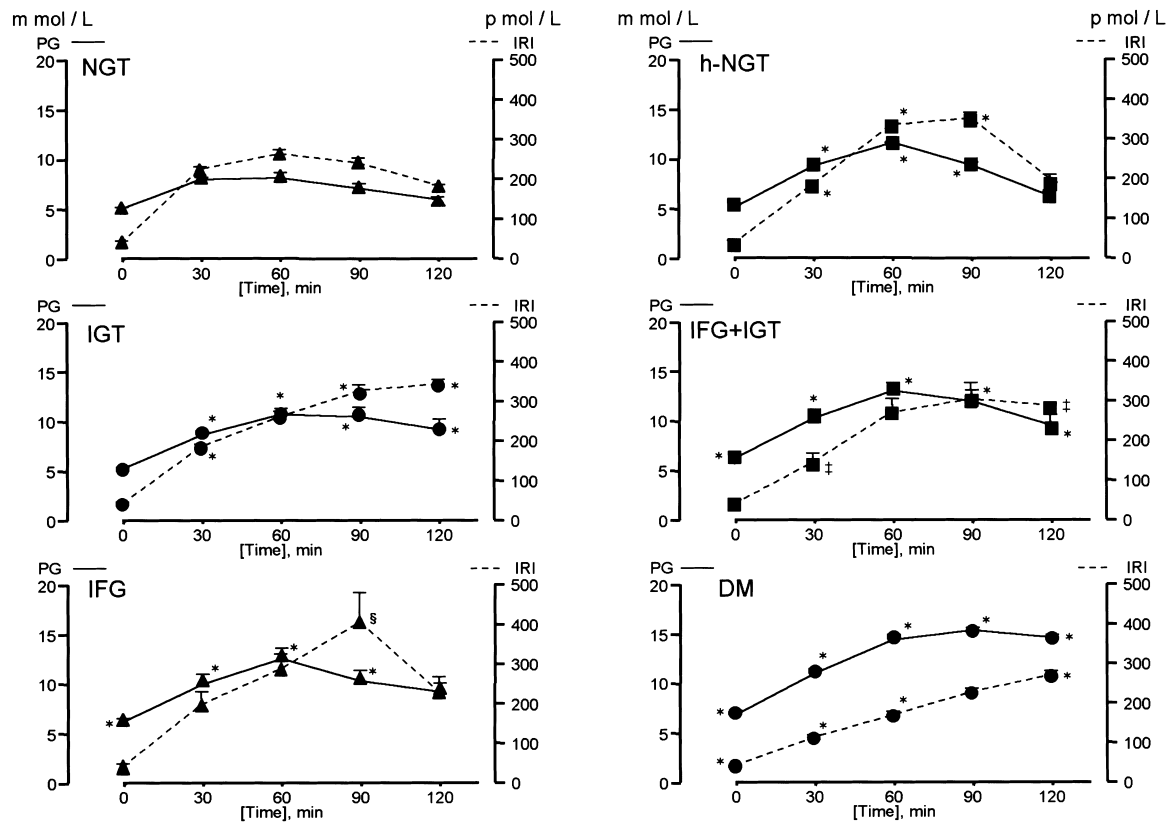 m mol / L p mol / L
PG IRI
NGT
20 15 10 5 0
500 400 300 200 100 0
0 30 60 90 120
[Time], min
m mol / L p mol / L
PG IRI
h-NGT
20 15 10 5 0
500 400 300 200 100 0
* * * * * *
0 30 60 90 120
[Time], min
PG IRI
IGT
20 15 10 5 0
500 400 300 200 100 0
* * * * * * *
0 30 60 90 120
[Time], min
PG IRI
IFG+IGT
20 15 10 5 0
500 400 300 200 100 0
* * ‡ * * ‡ *
0 30 60 90 120
[Time], min
PG IRI
IFG
20 15 10 5 0
500 400 300 200 100 0
* * * § *
0 30 60 90 120
[Time], min
PG IRI
DM
20 15 10 5 0
500 400 300 200 100 0
* * * * * * * * *
0 30 60 90 120
[Time], min